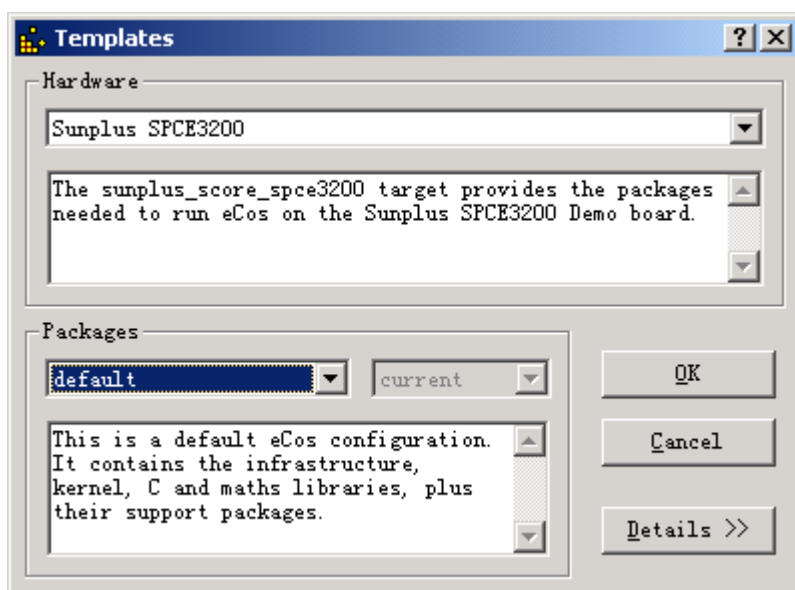 Templates
Hardware
Sunplus SPCE3200
The sunplus_score_spce3200 target provides the packages
needed to run eCos on the Sunplus SPCE3200 Demo board.
Packages
default
current
This is a default eCos configuration.
It contains the infrastructure,
kernel, C and maths libraries, plus
their support packages.
OK
Cancel
Details >>